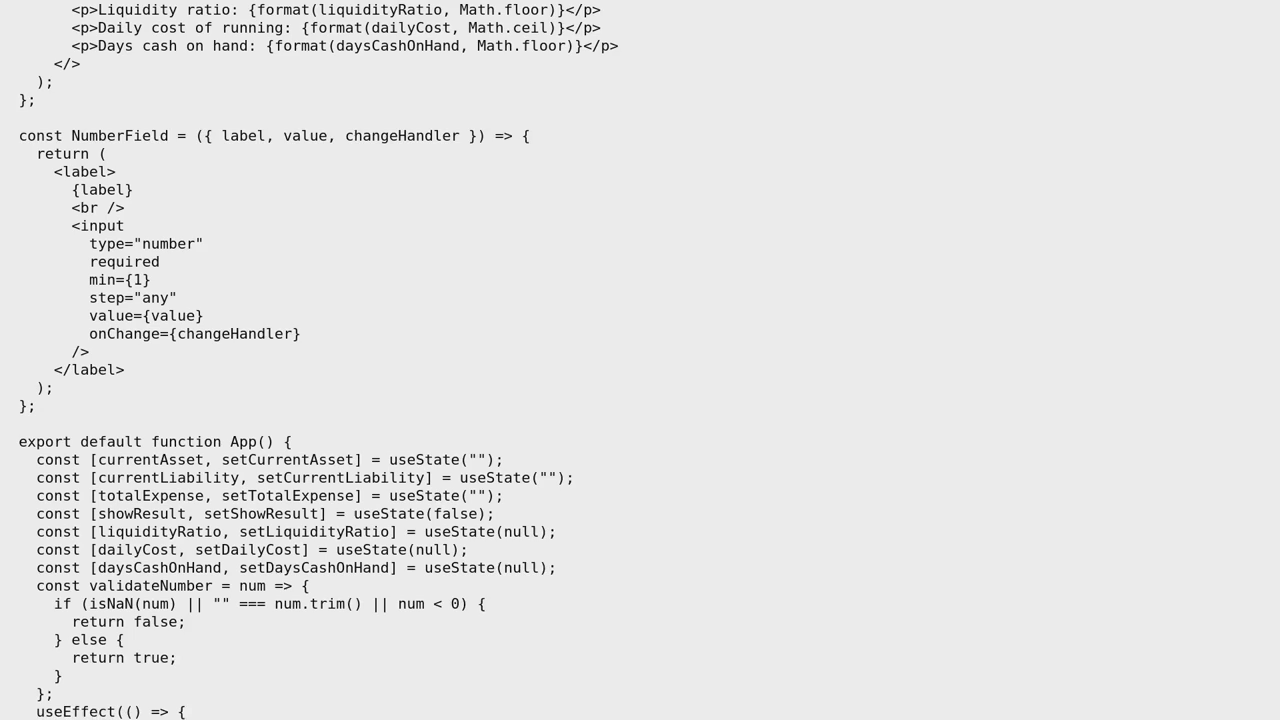 <p>Liquidity ratio: {format(liquidityRatio, Math.floor)}</p>
      <p>Daily cost of running: {format(dailyCost, Math.ceil)}</p>
      <p>Days cash on hand: {format(daysCashOnHand, Math.floor)}</p>
    </>
  );
};

const NumberField = ({ label, value, changeHandler }) => {
  return (
    <label>
      {label}
      <br />
      <input
        type="number"
        required
        min={1}
        step="any"
        value={value}
        onChange={changeHandler}
      />
    </label>
  );
};

export default function App() {
  const [currentAsset, setCurrentAsset] = useState("");
  const [currentLiability, setCurrentLiability] = useState("");
  const [totalExpense, setTotalExpense] = useState("");
  const [showResult, setShowResult] = useState(false);
  const [liquidityRatio, setLiquidityRatio] = useState(null);
  const [dailyCost, setDailyCost] = useState(null);
  const [daysCashOnHand, setDaysCashOnHand] = useState(null);
  const validateNumber = num => {
    if (isNaN(num) || "" === num.trim() || num < 0) {
      return false;
    } else {
      return true;
    }
  };
  useEffect(() => {